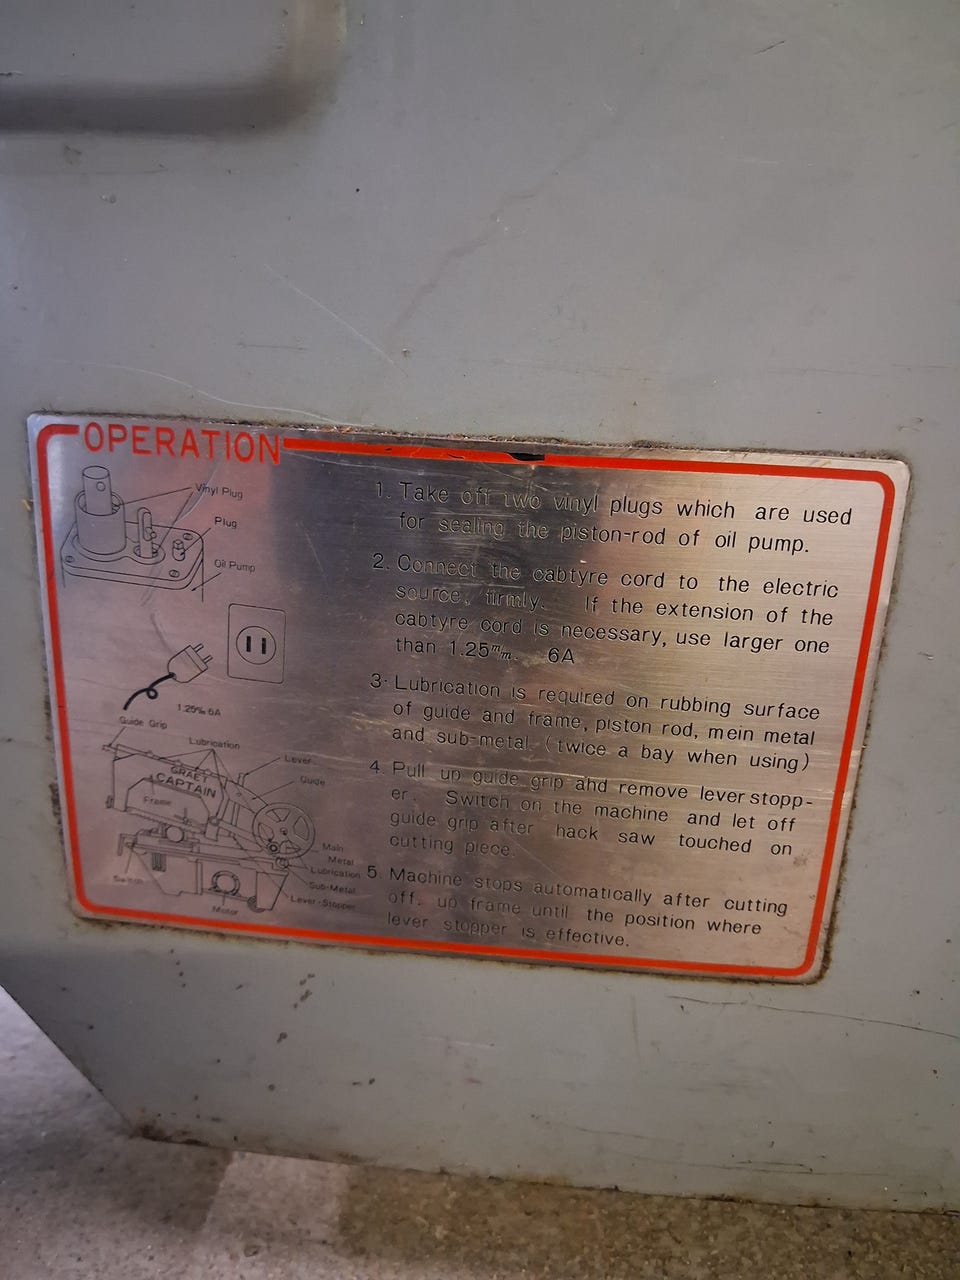 OPERATION
Vinyl Plug
Plug
Oil Pump
1.25㎟ 6A
Guide Grip
Lubrication
Lever
Guide
GRAET
CAPTAIN
Frame
Main
Metal
Lubrication
Sub-Metal
Lever-Stopper
Switch
Motor
1. Take off two vinyl plugs which are used
for sealing the piston-rod of oil pump.
2. Connect the cabtyre cord to the electric
source, firmly. If the extension of the
cabtyre cord is necessary, use larger one
than 1.25mm. 6A
3. Lubrication is required on rubbing surface
of guide and frame, piston rod, mein metal
and sub-metal. (twice a bay when using)
4. Pull up guide grip ahd remove lever stopp-
er. Switch on the machine and let off
guide grip after hack saw touched on
cutting piece.
5. Machine stops automatically after cutting
off. up frame until the position where
lever stopper is effective.